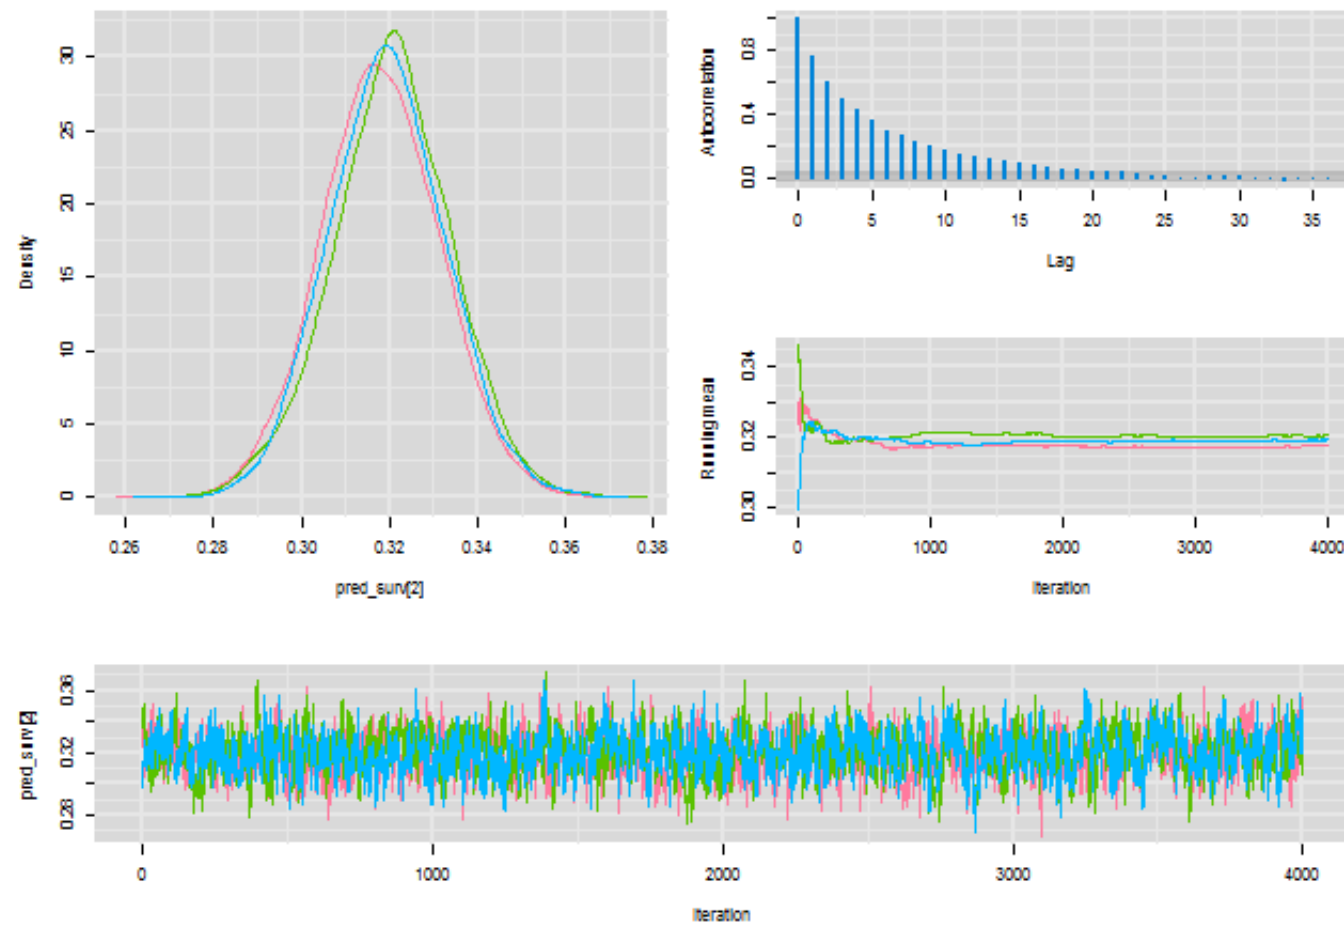 Density
0 5 10 15 20 25 30
0.26 0.28 0.30 0.32 0.34 0.36 0.38
pred_surv[2]
Autocorrelation
0.0 0.4 0.8
0 5 10 15 20 25 30 35
Lag
Running mean
0.30 0.32 0.34
0 1000 2000 3000 4000
Iteration
pred_surv[2]
0.28 0.32 0.36
0 1000 2000 3000 4000
Iteration